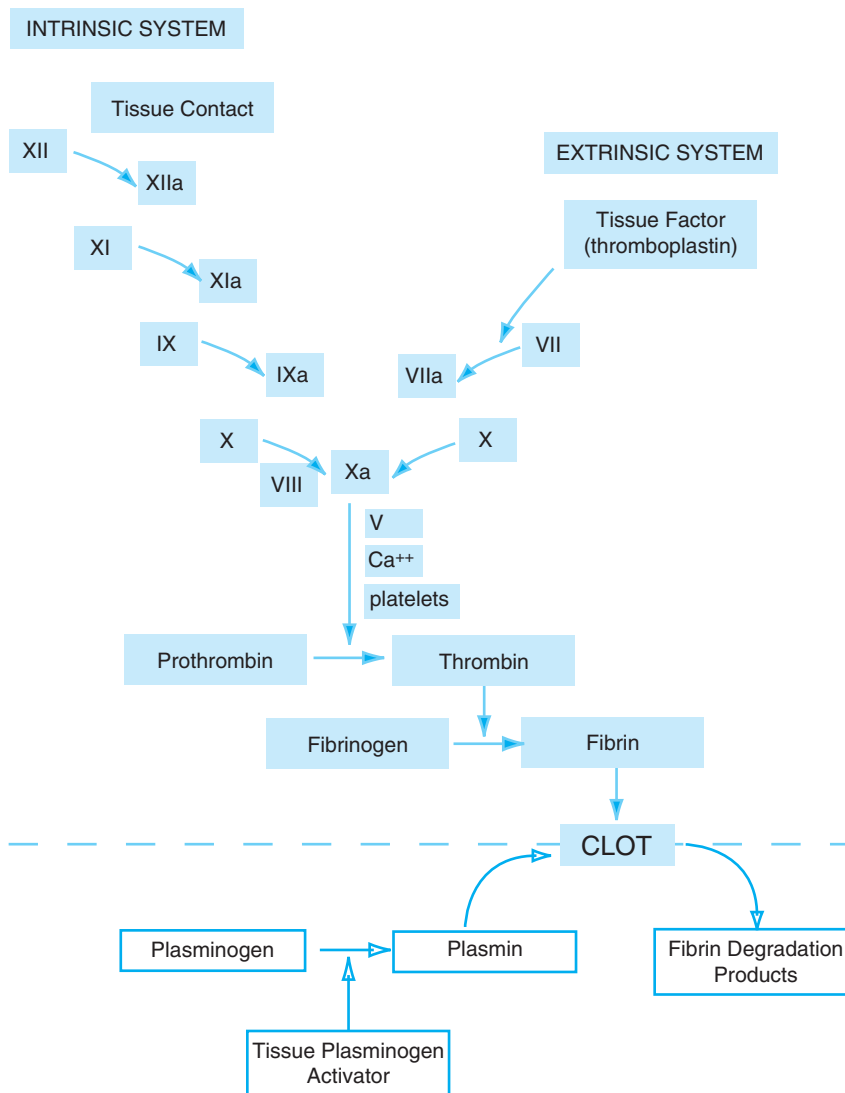 INTRINSIC SYSTEM
Tissue Contact
XII
XIIa
EXTRINSIC SYSTEM
Tissue Factor
(thromboplastin)
XI
XIa
IX
IXa
VIIa
VII
X
VIII
Xa
X
V
Ca++
platelets
Prothrombin
Thrombin
Fibrinogen
Fibrin
CLOT
Plasminogen
Plasmin
Fibrin Degradation
Products
Tissue Plasminogen
Activator